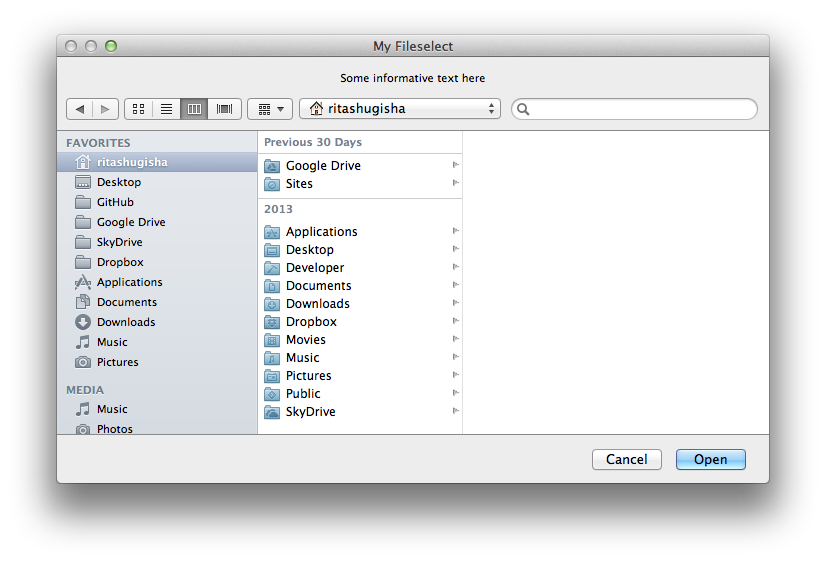 My Fileselect
Some informative text here
ritashugisha
FAVORITES
ritashugisha
Desktop
GitHub
Google Drive
SkyDrive
Dropbox
Applications
Documents
Downloads
Music
Pictures
MEDIA
Music
Photos
Previous 30 Days
Google Drive
Sites
2013
Applications
Desktop
Developer
Documents
Downloads
Dropbox
Movies
Music
Pictures
Public
SkyDrive
Cancel
Open